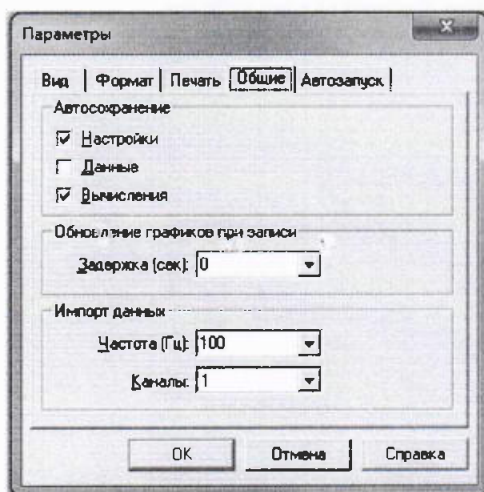 Параметры
Вид Формат Печать Общие Автозапуск
Автосохранение
Настройки
Данные
Вычисления
Обновление графиков при записи
Задержка (сек): 0
Импорт данных
Частота (Гц): 100
Каналы: 1
OK Отмена Справка